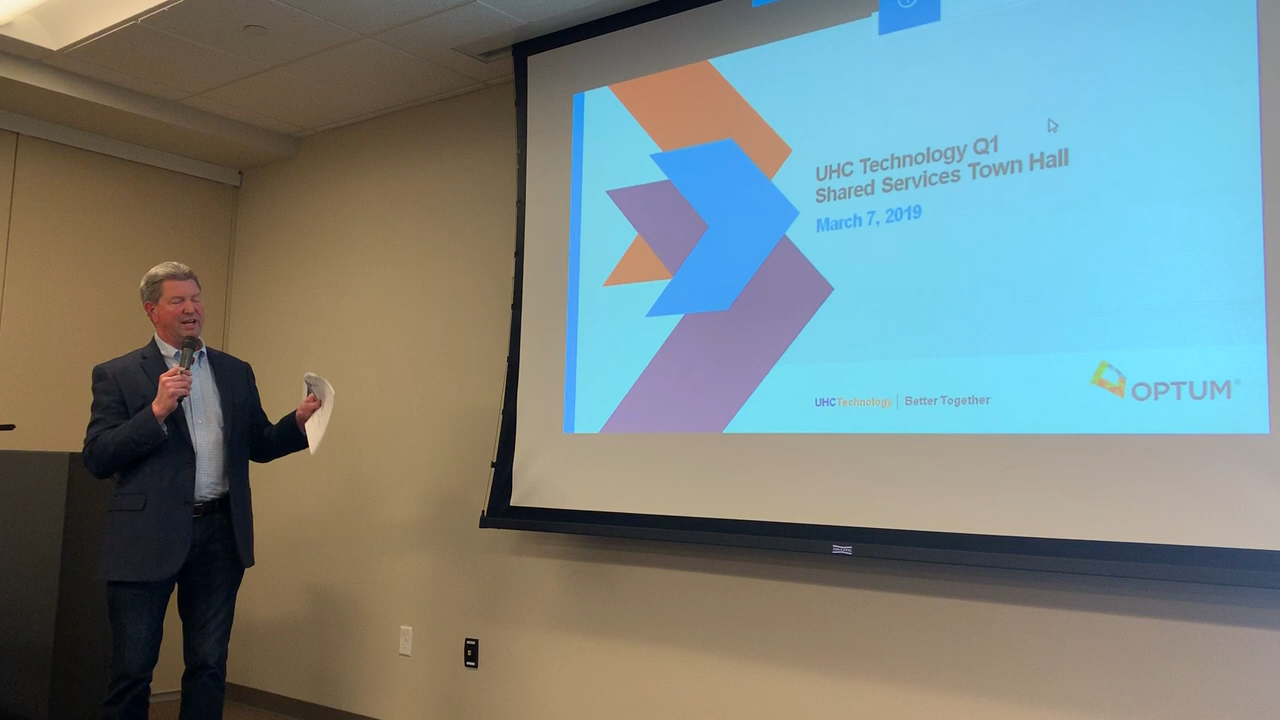 UHC Technology Q1
Shared Services Town Hall
March 7, 2019
UHCTechnology | Better Together
OPTUM®